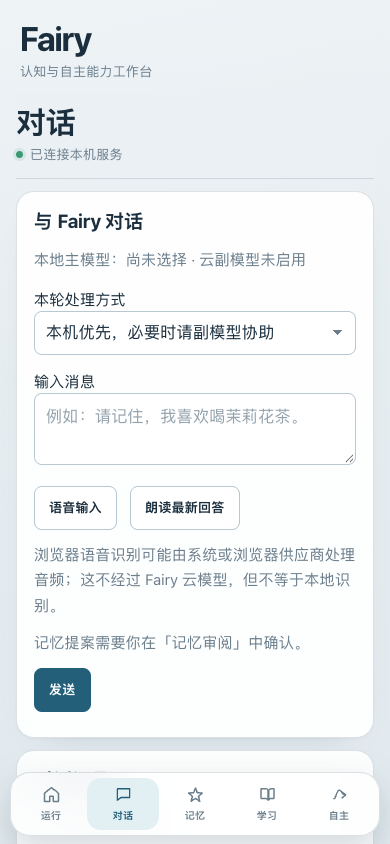 Fairy
认知与自主能力工作台
对话
已连接本机服务
与 Fairy 对话
本地主模型：尚未选择 · 云副模型未启用
本轮处理方式
本机优先，必要时请副模型协助
输入消息
例如：请记住，我喜欢喝茉莉花茶。
语音输入
朗读最新回答
浏览器语音识别可能由系统或浏览器供应商处理
音频；这不经过 Fairy 云模型，但不等于本地识
别。
记忆提案需要你在「记忆审阅」中确认。
发送
运行
对话
记忆
学习
自主